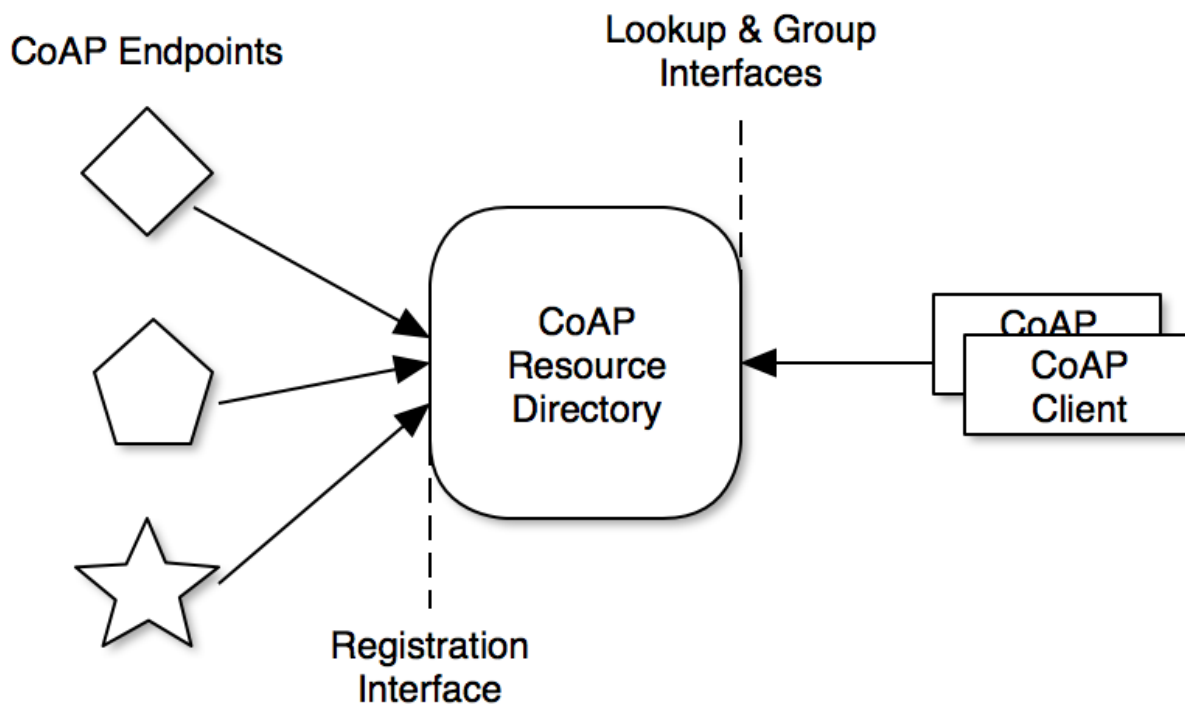 CoAP Endpoints
Lookup & Group
Interfaces
CoAP
Resource
Directory
CoAP
CoAP
Client
Registration
Interface